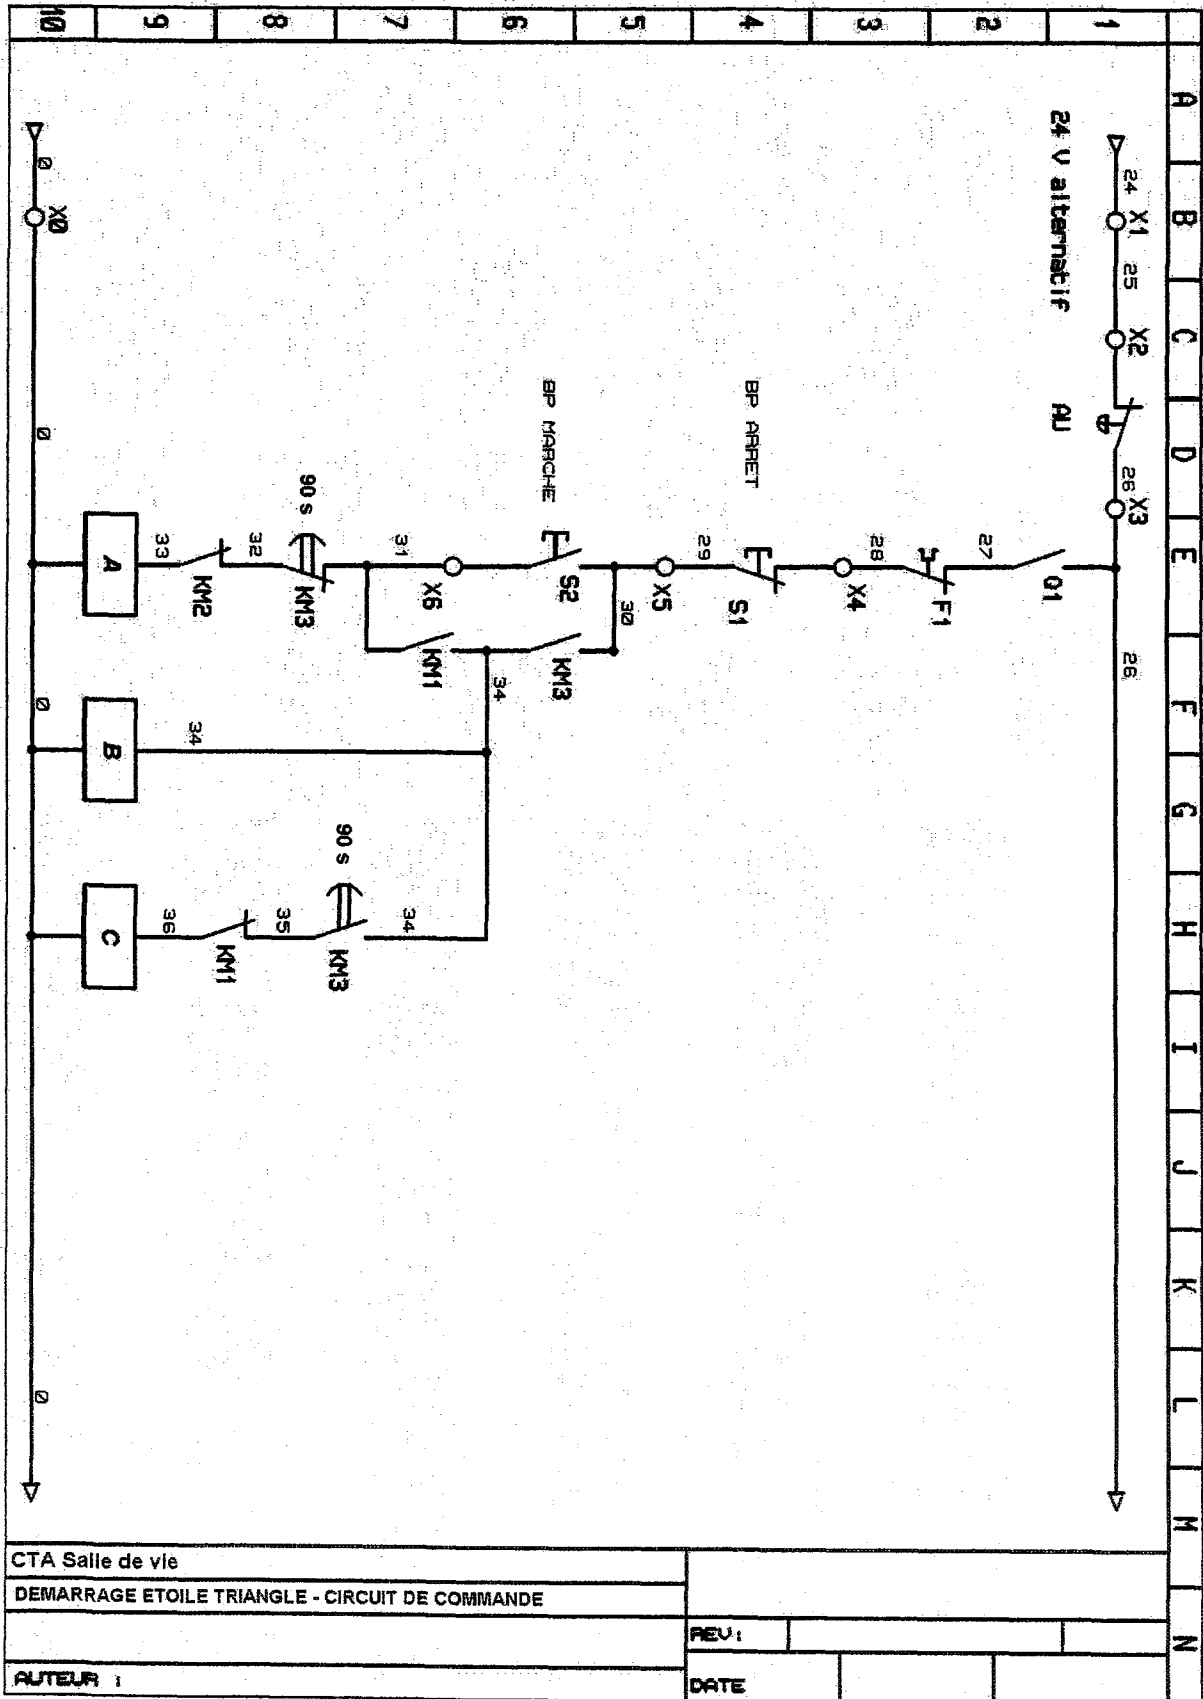 1 2 3 4 5 6 7 8 9 10
A B C D E F G H I J K L M N
24 V alternatif
24 X1 25 X2 AU 26 X3 26
Q1
27
F1
28
X4
BP ARRET S1
29
X5
30
BP MARCHE S2 KM3
34
X6 KM1
31
90 s KM3
32
KM2
33
A
34
B
34
90 s KM3
35
KM1
36
C
0 X0 0 0 0
CTA Salle de vie
DEMARRAGE ETOILE TRIANGLE - CIRCUIT DE COMMANDE
REV:
AUTEUR :
DATE